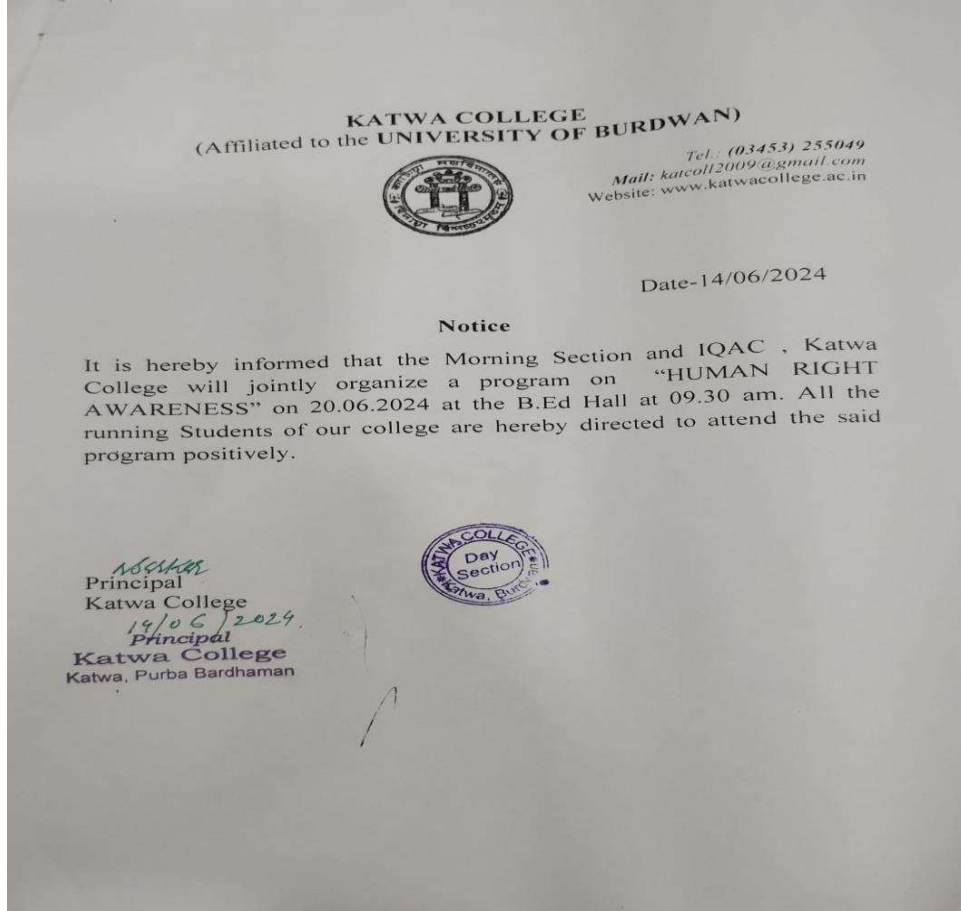 KATWA COLLEGE
(Affiliated to the UNIVERSITY OF BURDWAN)
Tel.: (03453) 255049
Mail: katcoll2009@gmail.com
Website: www.katwacollege.ac.in
Date-14/06/2024
Notice
It is hereby informed that the Morning Section and IQAC , Katwa
College will jointly organize a program on “HUMAN RIGHT
AWARENESS” on 20.06.2024 at the B.Ed Hall at 09.30 am. All the
running Students of our college are hereby directed to attend the said
program positively.
KATWA COLLEGE
Day
Section
Katwa, Burdwan
Principal
Katwa College
14/06/2024.
Principal
Katwa College
Katwa, Purba Bardhaman